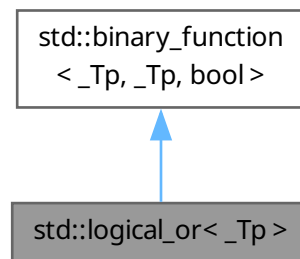 std::binary_function
< _Tp, _Tp, bool >
std::logical_or< _Tp >